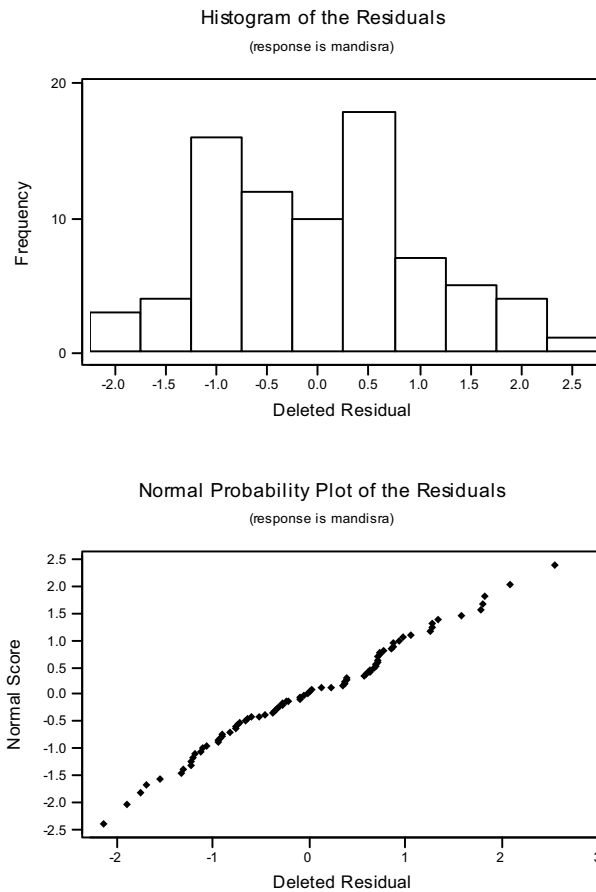 Histogram of the Residuals
(response is mandisra)
20
10
0
Frequency
-2.0 -1.5 -1.0 -0.5 0.0 0.5 1.0 1.5 2.0 2.5
Deleted Residual
Normal Probability Plot of the Residuals
(response is mandisra)
2.5
2.0
1.5
1.0
0.5
0.0
-0.5
-1.0
-1.5
-2.0
-2.5
Normal Score
-2 -1 0 1 2 3
Deleted Residual